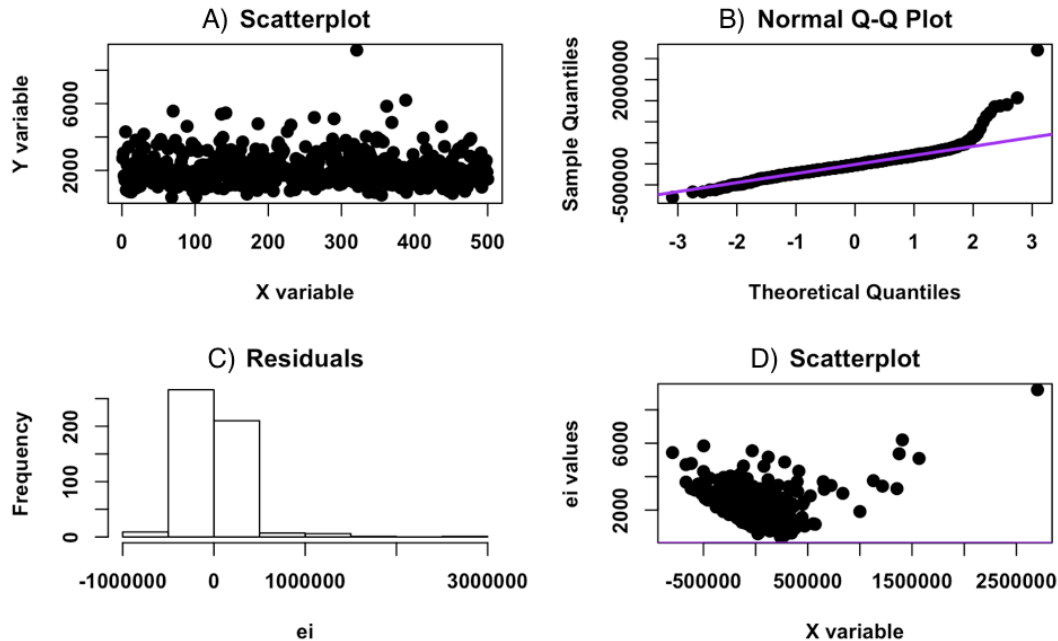 A) Scatterplot
Y variable
2000
6000
0
100
200
300
400
500
X variable
B) Normal Q-Q Plot
Sample Quantiles
-500000
2000000
-3
-2
-1
0
1
2
3
Theoretical Quantiles
C) Residuals
Frequency
0
100
200
-1000000
0
1000000
3000000
ei
D) Scatterplot
ei values
2000
6000
-500000
500000
1500000
2500000
X variable